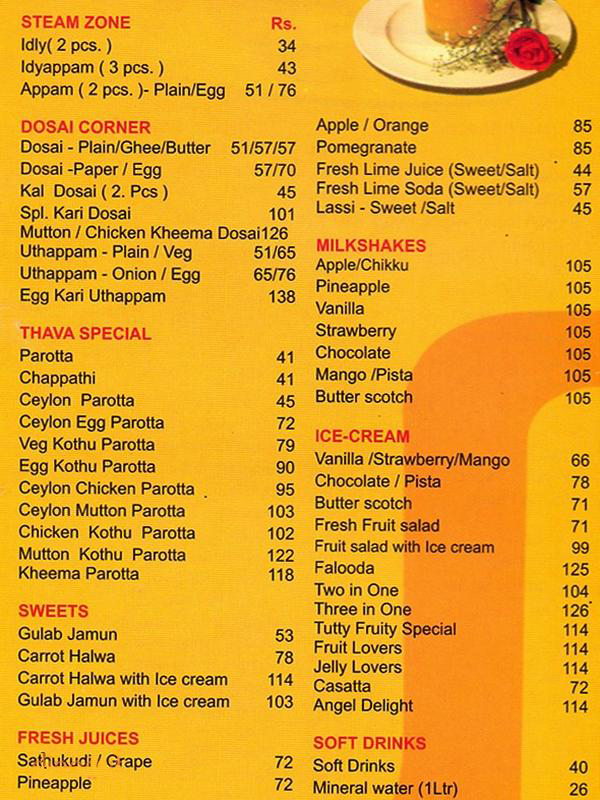 STEAM ZONE Rs.
Idly( 2 pcs. ) 34
Idyappam ( 3 pcs. ) 43
Appam ( 2 pcs. )- Plain/Egg 51 / 76
DOSAI CORNER
Dosai - Plain/Ghee/Butter 51/57/57
Dosai -Paper / Egg 57/70
Kal Dosai ( 2. Pcs ) 45
Spl. Kari Dosai 101
Mutton / Chicken Kheema Dosai126
Uthappam - Plain / Veg 51/65
Uthappam - Onion / Egg 65/76
Egg Kari Uthappam 138
THAVA SPECIAL
Parotta 41
Chappathi 41
Ceylon Parotta 45
Ceylon Egg Parotta 72
Veg Kothu Parotta 79
Egg Kothu Parotta 90
Ceylon Chicken Parotta 95
Ceylon Mutton Parotta 103
Chicken Kothu Parotta 102
Mutton Kothu Parotta 122
Kheema Parotta 118
SWEETS
Gulab Jamun 53
Carrot Halwa 78
Carrot Halwa with Ice cream 114
Gulab Jamun with Ice cream 103
FRESH JUICES
Sathukudi / Grape 72
Pineapple 72
Apple / Orange 85
Pomegranate 85
Fresh Lime Juice (Sweet/Salt) 44
Fresh Lime Soda (Sweet/Salt) 57
Lassi - Sweet /Salt 45
MILKSHAKES
Apple/Chikku 105
Pineapple 105
Vanilla 105
Strawberry 105
Chocolate 105
Mango /Pista 105
Butter scotch 105
ICE-CREAM
Vanilla /Strawberry/Mango 66
Chocolate / Pista 78
Butter scotch 71
Fresh Fruit salad 71
Fruit salad with Ice cream 99
Falooda 125
Two in One 104
Three in One 126
Tutty Fruity Special 114
Fruit Lovers 114
Jelly Lovers 114
Casatta 72
Angel Delight 114
SOFT DRINKS
Soft Drinks 40
Mineral water (1Ltr) 26